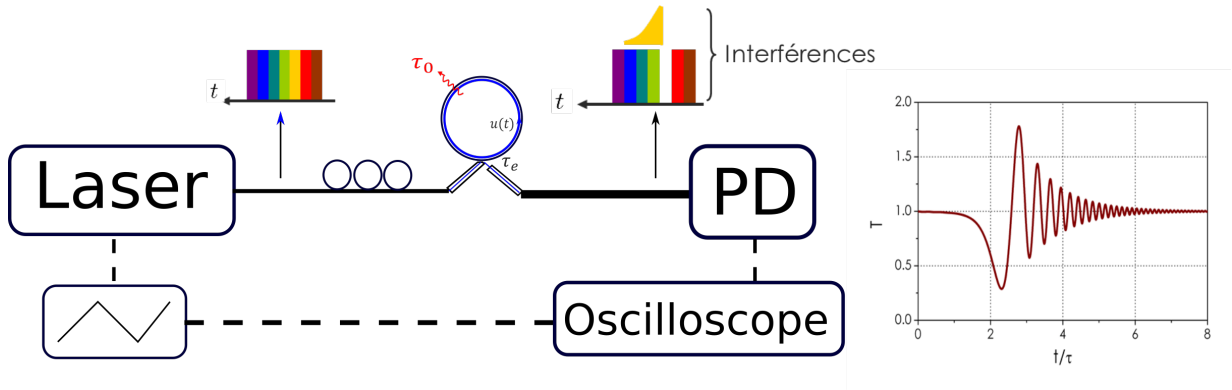 Interférences
t
t
τ₀
u(t)
τₑ
Laser
PD
Oscilloscope
2.0
1.5
1.0
0.5
0.0
T
0
2
4
6
8
t/τ